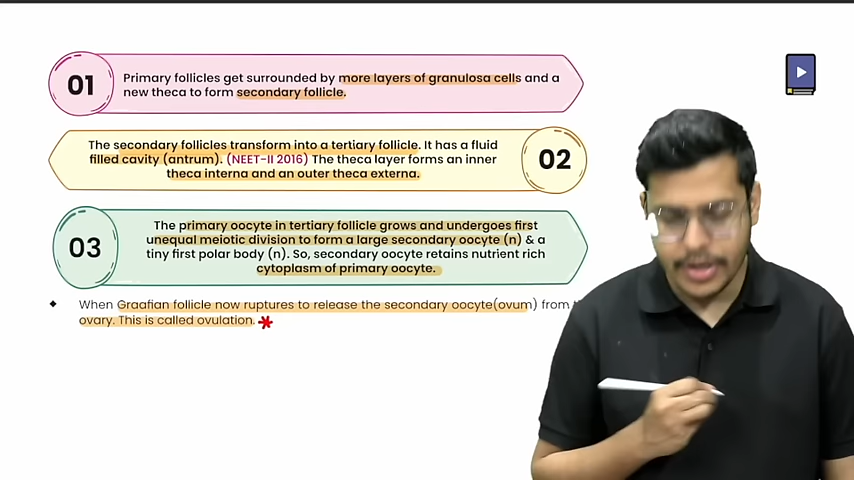 01
Primary follicles get surrounded by more layers of granulosa cells and a
new theca to form secondary follicle.
The secondary follicles transform into a tertiary follicle. It has a fluid
filled cavity (antrum). (NEET-II 2016) The theca layer forms an inner
theca interna and an outer theca externa.
02
03
The primary oocyte in tertiary follicle grows and undergoes first
unequal meiotic division to form a large secondary oocyte (n) & a
tiny first polar body (n). So, secondary oocyte retains nutrient rich
cytoplasm of primary oocyte.
When Graafian follicle now ruptures to release the secondary oocyte(ovum) from
ovary. This is called ovulation.